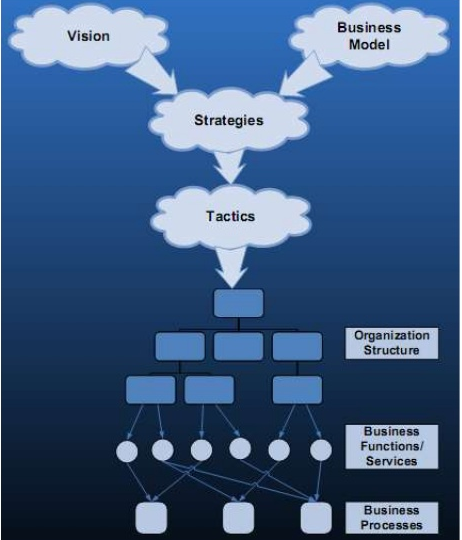 Vision
Business
Model
Strategies
Tactics
Organization
Structure
Business
Functions/
Services
Business
Processes